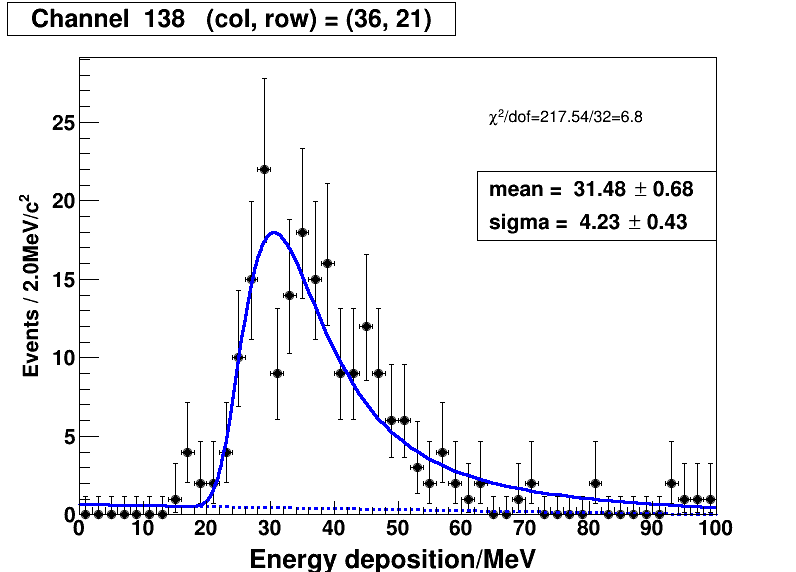 Channel 138 (col, row) = (36, 21)
χ²/dof=217.54/32=6.8
mean = 31.48 ± 0.68
sigma = 4.23 ± 0.43
Events / 2.0MeV/c²
25
20
15
10
5
0
0 10 20 30 40 50 60 70 80 90 100
Energy deposition/MeV